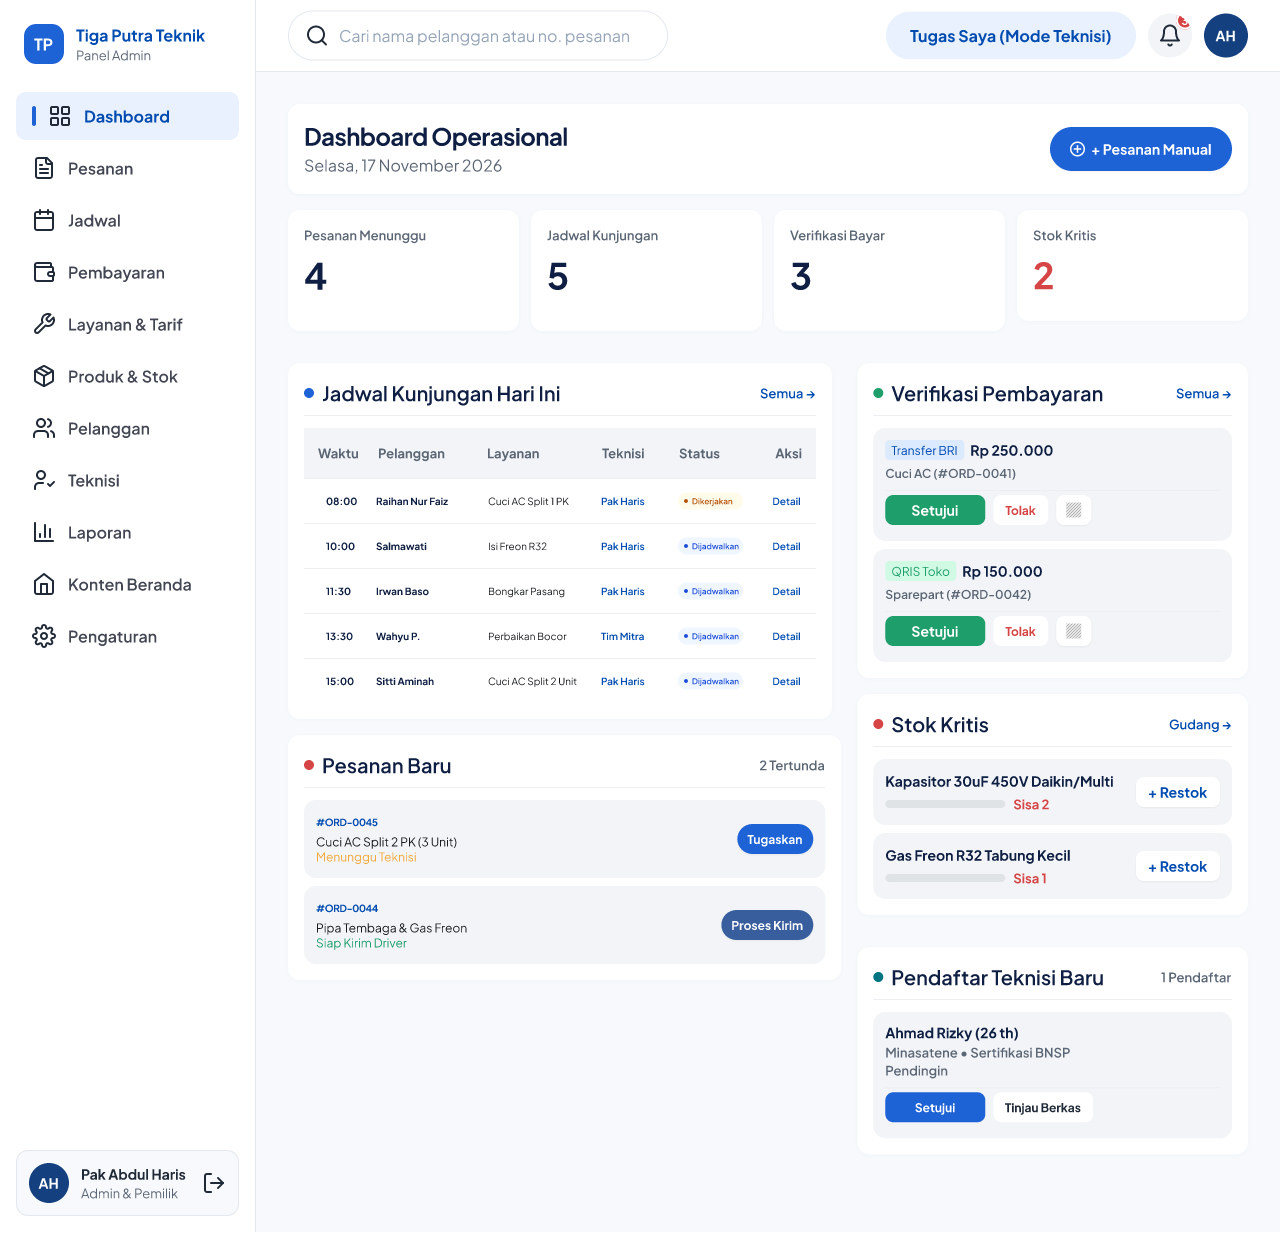 TP
Tiga Putra Teknik
Panel Admin
Dashboard
Pesanan
Jadwal
Pembayaran
Layanan & Tarif
Produk & Stok
Pelanggan
Teknisi
Laporan
Konten Beranda
Pengaturan
AH
Pak Abdul Haris
Admin & Pemilik
Cari nama pelanggan atau no. pesanan
Tugas Saya (Mode Teknisi)
AH
Dashboard Operasional
Selasa, 17 November 2026
+ Pesanan Manual
Pesanan Menunggu
4
Jadwal Kunjungan
5
Verifikasi Bayar
3
Stok Kritis
2
Jadwal Kunjungan Hari Ini
Semua →
Waktu Pelanggan Layanan Teknisi Status Aksi
08:00 Raihan Nur Faiz Cuci AC Split 1 PK Pak Haris • Dikerjakan Detail
10:00 Salmawati Isi Freon R32 Pak Haris • Dijadwalkan Detail
11:30 Irwan Baso Bongkar Pasang Pak Haris • Dijadwalkan Detail
13:30 Wahyu P. Perbaikan Bocor Tim Mitra • Dijadwalkan Detail
15:00 Sitti Aminah Cuci AC Split 2 Unit Pak Haris • Dijadwalkan Detail
Pesanan Baru
2 Tertunda
#ORD-0045
Cuci AC Split 2 PK (3 Unit)
Menunggu Teknisi
Tugaskan
#ORD-0044
Pipa Tembaga & Gas Freon
Siap Kirim Driver
Proses Kirim
Verifikasi Pembayaran
Semua →
Transfer BRI Rp 250.000
Cuci AC (#ORD-0041)
Setujui Tolak
QRIS Toko Rp 150.000
Sparepart (#ORD-0042)
Setujui Tolak
Stok Kritis
Gudang →
Kapasitor 30uF 450V Daikin/Multi
Sisa 2
+ Restok
Gas Freon R32 Tabung Kecil
Sisa 1
+ Restok
Pendaftar Teknisi Baru
1 Pendaftar
Ahmad Rizky (26 th)
Minasatene • Sertifikasi BNSP
Pendingin
Setujui Tinjau Berkas